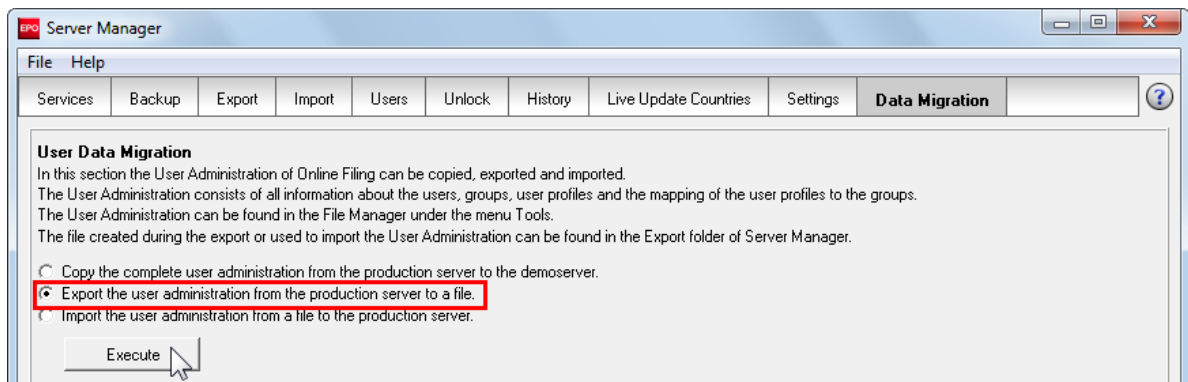 EPO Server Manager
File Help
Services Backup Export Import Users Unlock History Live Update Countries Settings Data Migration ?
User Data Migration
In this section the User Administration of Online Filing can be copied, exported and imported.
The User Administration consists of all information about the users, groups, user profiles and the mapping of the user profiles to the groups.
The User Administration can be found in the File Manager under the menu Tools.
The file created during the export or used to import the User Administration can be found in the Export folder of Server Manager.
Copy the complete user administration from the production server to the demoserver.
Export the user administration from the production server to a file.
Import the user administration from a file to the production server.
Execute